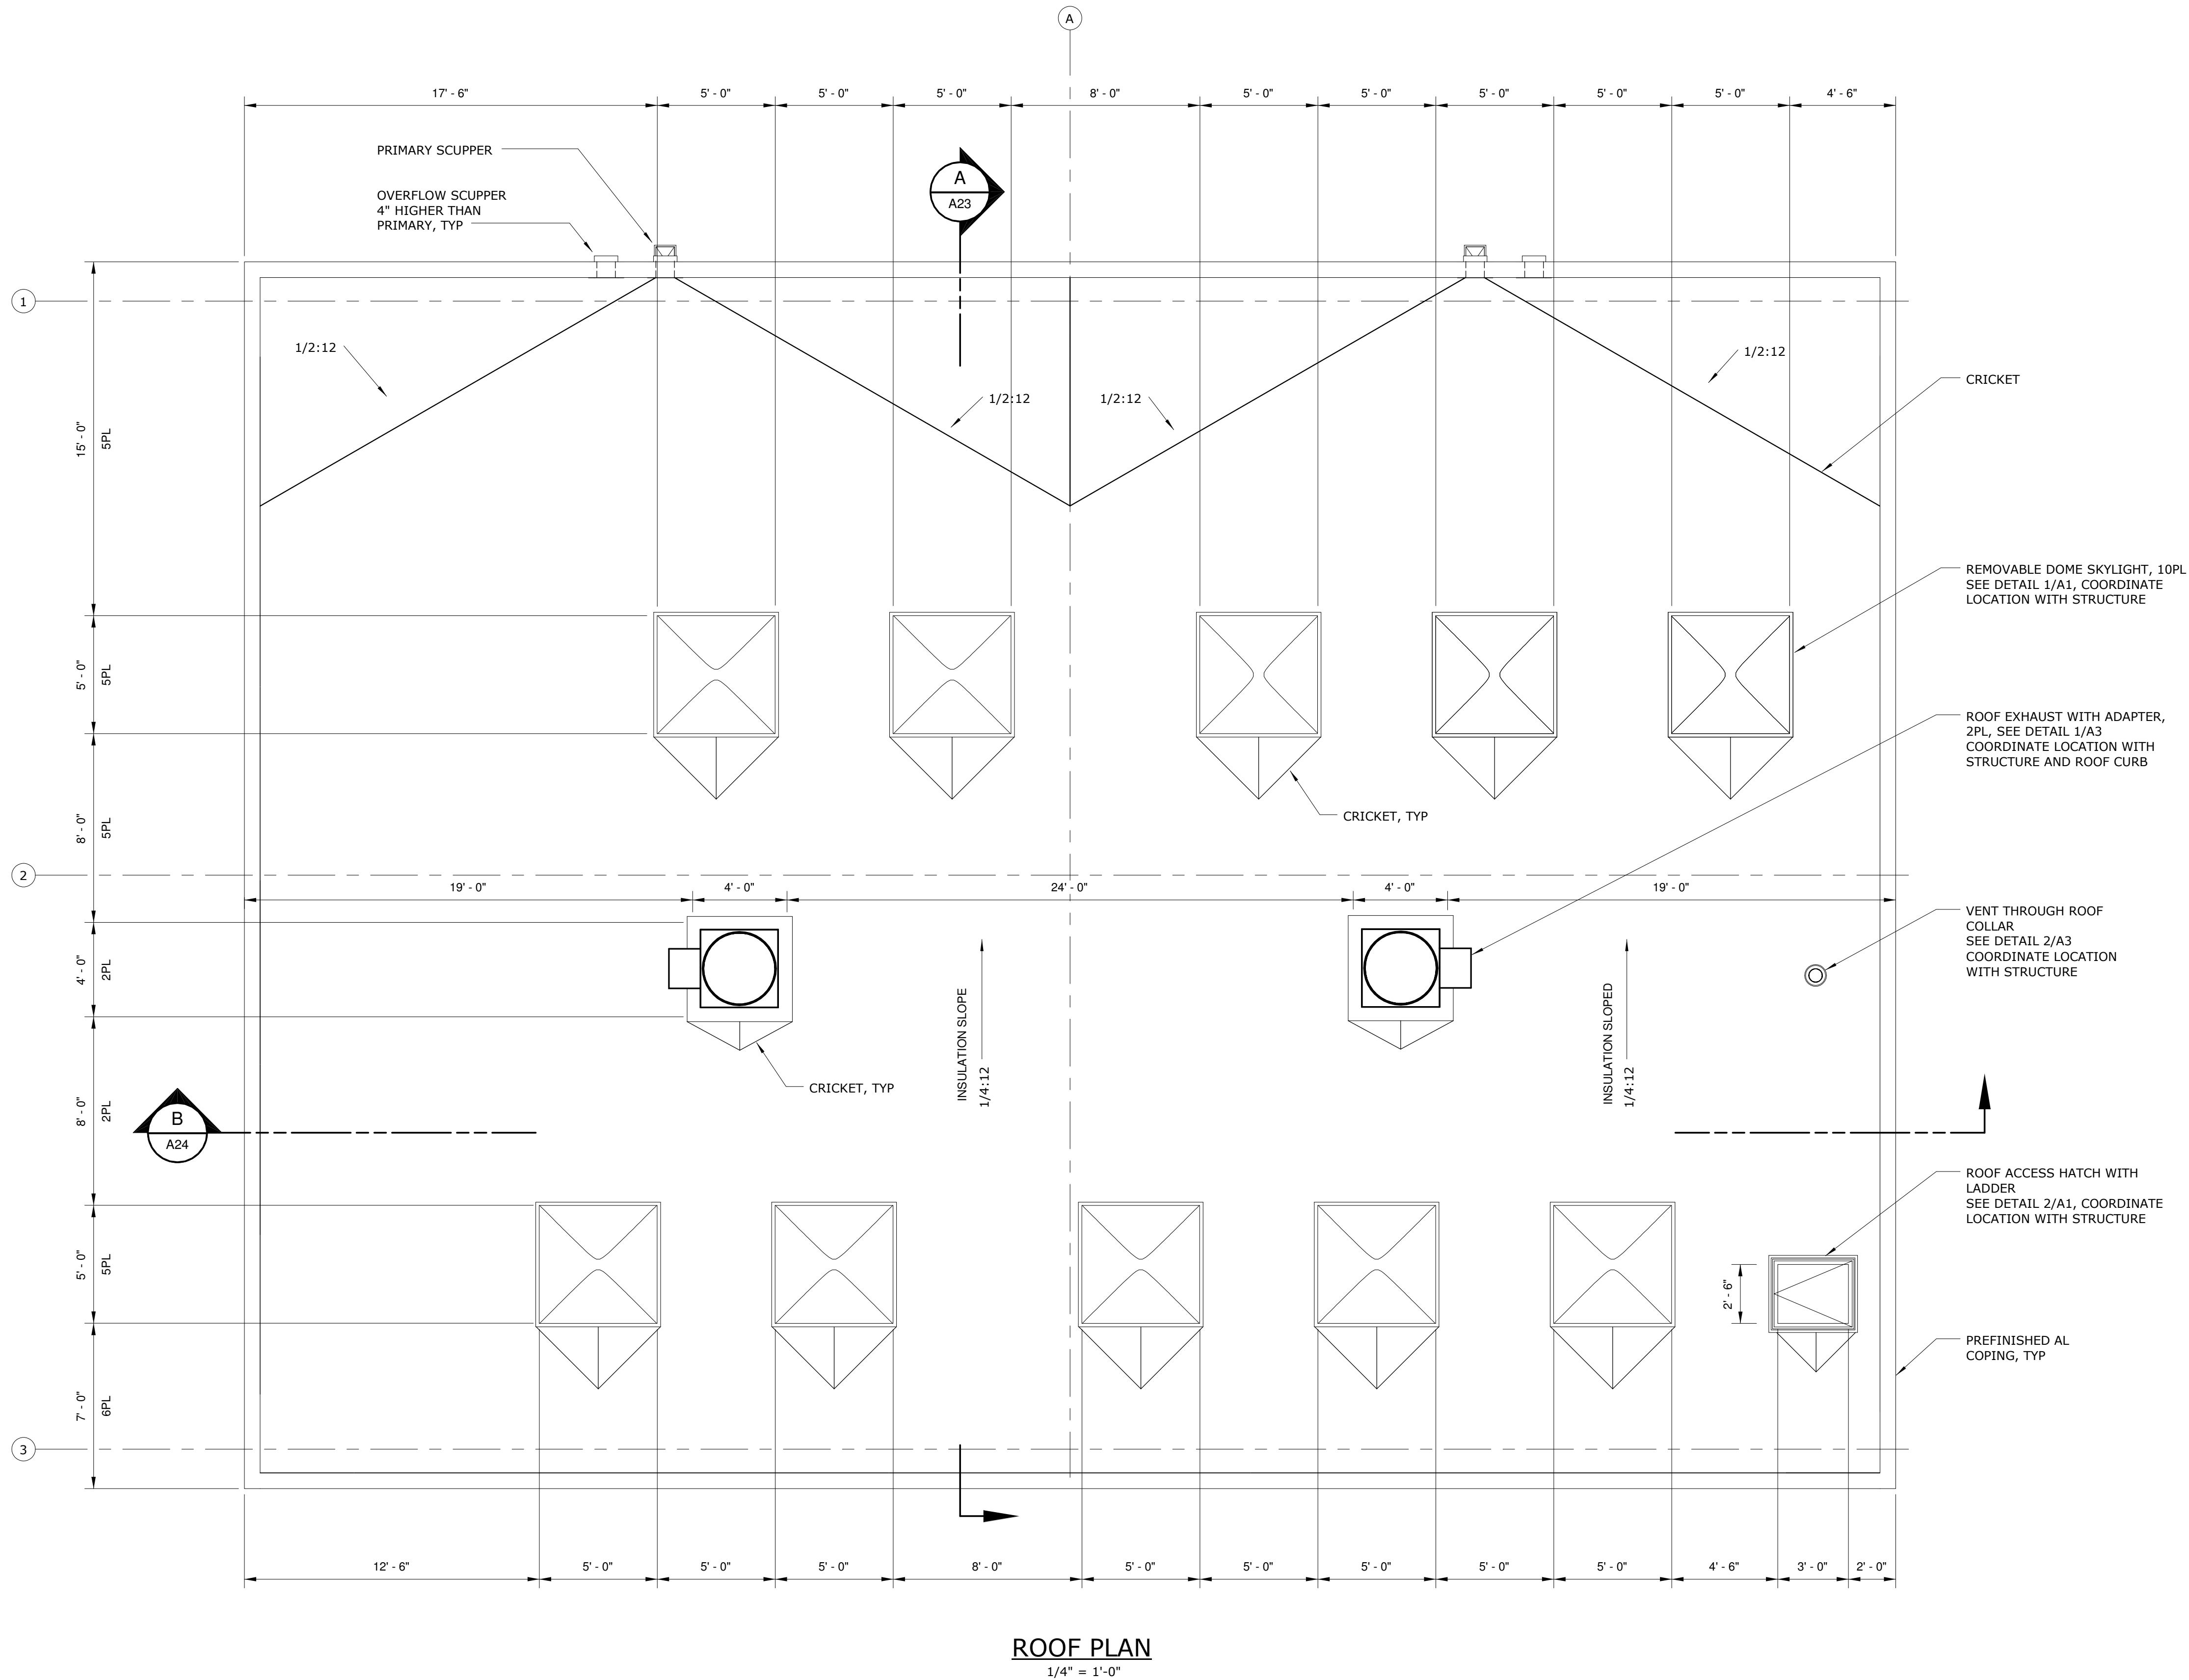 A
17' - 6"
5' - 0"
5' - 0"
5' - 0"
8' - 0"
5' - 0"
5' - 0"
5' - 0"
5' - 0"
5' - 0"
4' - 6"
PRIMARY SCUPPER
OVERFLOW SCUPPER
4" HIGHER THAN
PRIMARY, TYP
A
A23
1
1/2:12
1/2:12
1/2:12
1/2:12
CRICKET
15' - 0"
5PL
REMOVABLE DOME SKYLIGHT, 10PL
SEE DETAIL 1/A1, COORDINATE
LOCATION WITH STRUCTURE
5' - 0"
5PL
ROOF EXHAUST WITH ADAPTER,
2PL, SEE DETAIL 1/A3
COORDINATE LOCATION WITH
STRUCTURE AND ROOF CURB
8' - 0"
5PL
CRICKET, TYP
2
19' - 0"
4' - 0"
24' - 0"
4' - 0"
19' - 0"
VENT THROUGH ROOF
COLLAR
SEE DETAIL 2/A3
COORDINATE LOCATION
WITH STRUCTURE
4' - 0"
2PL
INSULATION SLOPE
1/4:12
INSULATION SLOPED
1/4:12
CRICKET, TYP
8' - 0"
2PL
B
A24
ROOF ACCESS HATCH WITH
LADDER
SEE DETAIL 2/A1, COORDINATE
LOCATION WITH STRUCTURE
5' - 0"
5PL
2' - 6"
PREFINISHED AL
COPING, TYP
7' - 0"
6PL
3
12' - 6"
5' - 0"
5' - 0"
5' - 0"
8' - 0"
5' - 0"
5' - 0"
5' - 0"
5' - 0"
5' - 0"
4' - 6"
3' - 0"
2' - 0"
ROOF PLAN
1/4" = 1'-0"